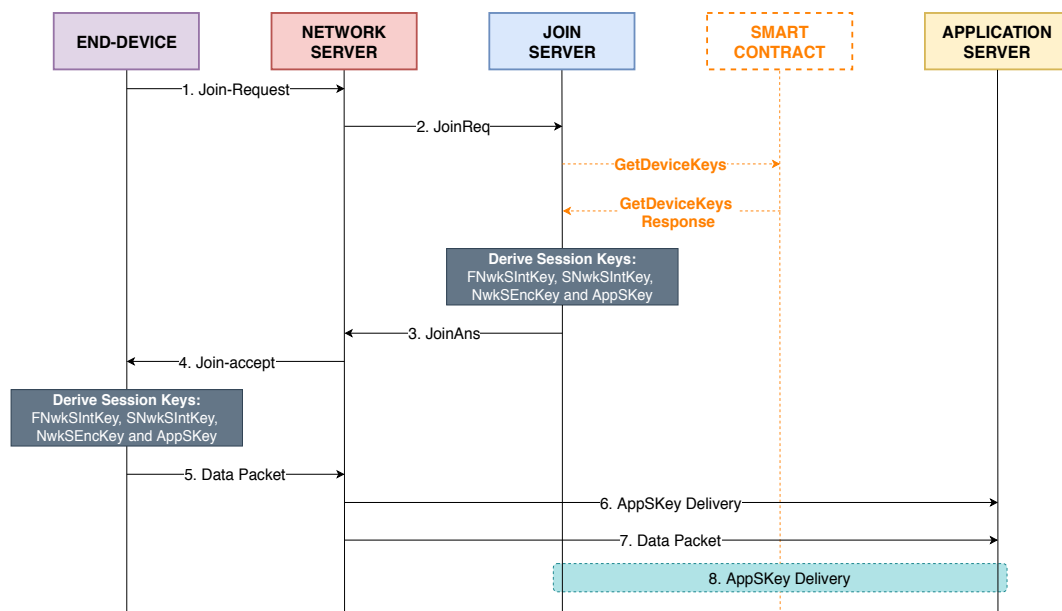 END-DEVICE
NETWORK
SERVER
JOIN
SERVER
SMART
CONTRACT
APPLICATION
SERVER
1. Join-Request
2. JoinReq
GetDeviceKeys
GetDeviceKeys
Response
Derive Session Keys:
FNwkSIntKey, SNwkSIntKey,
NwkSEncKey and AppSKey
3. JoinAns
4. Join-accept
Derive Session Keys:
FNwkSIntKey, SNwkSIntKey,
NwkSEncKey and AppSKey
5. Data Packet
6. AppSKey Delivery
7. Data Packet
8. AppSKey Delivery